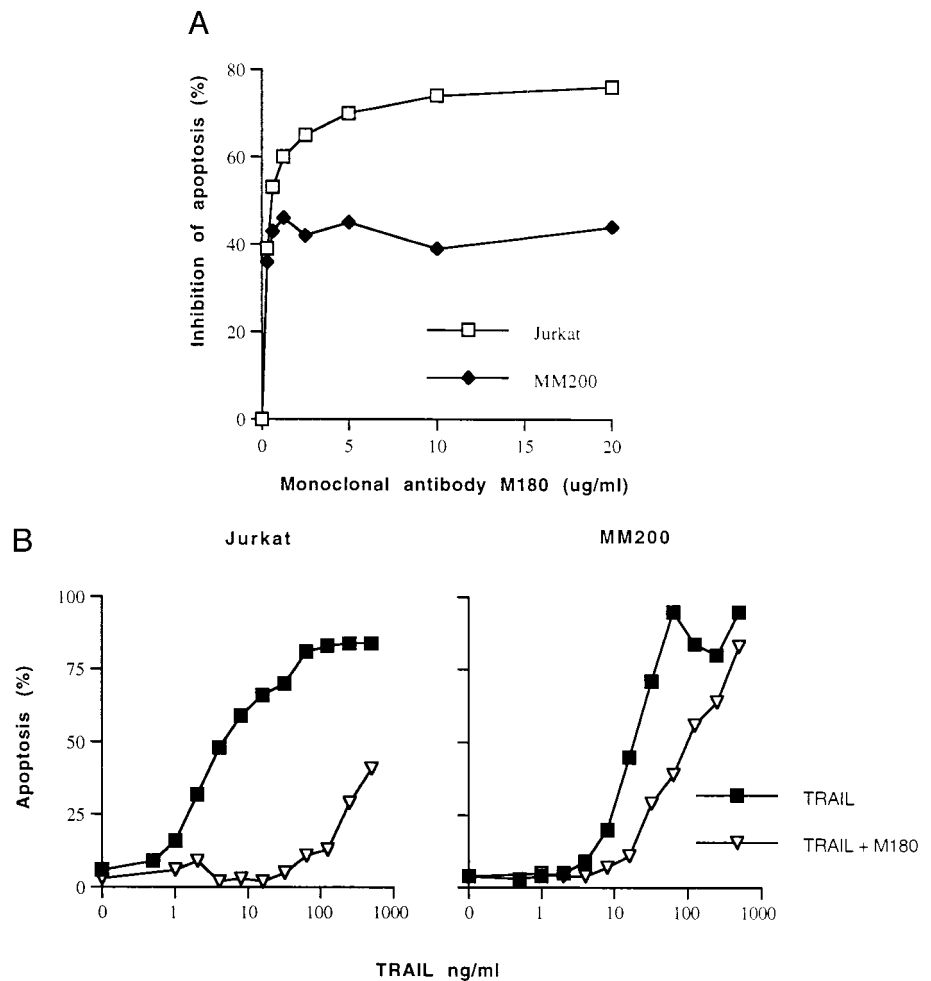 A
Inhibition of apoptosis (%)
80
60
40
20
0
Jurkat
MM200
0 5 10 15 20
Monoclonal antibody M180 (ug/ml)
B
Jurkat
MM200
Apoptosis (%)
100
75
50
25
0
TRAIL
TRAIL + M180
0 1 10 100 1000
0 1 10 100 1000
TRAIL ng/ml